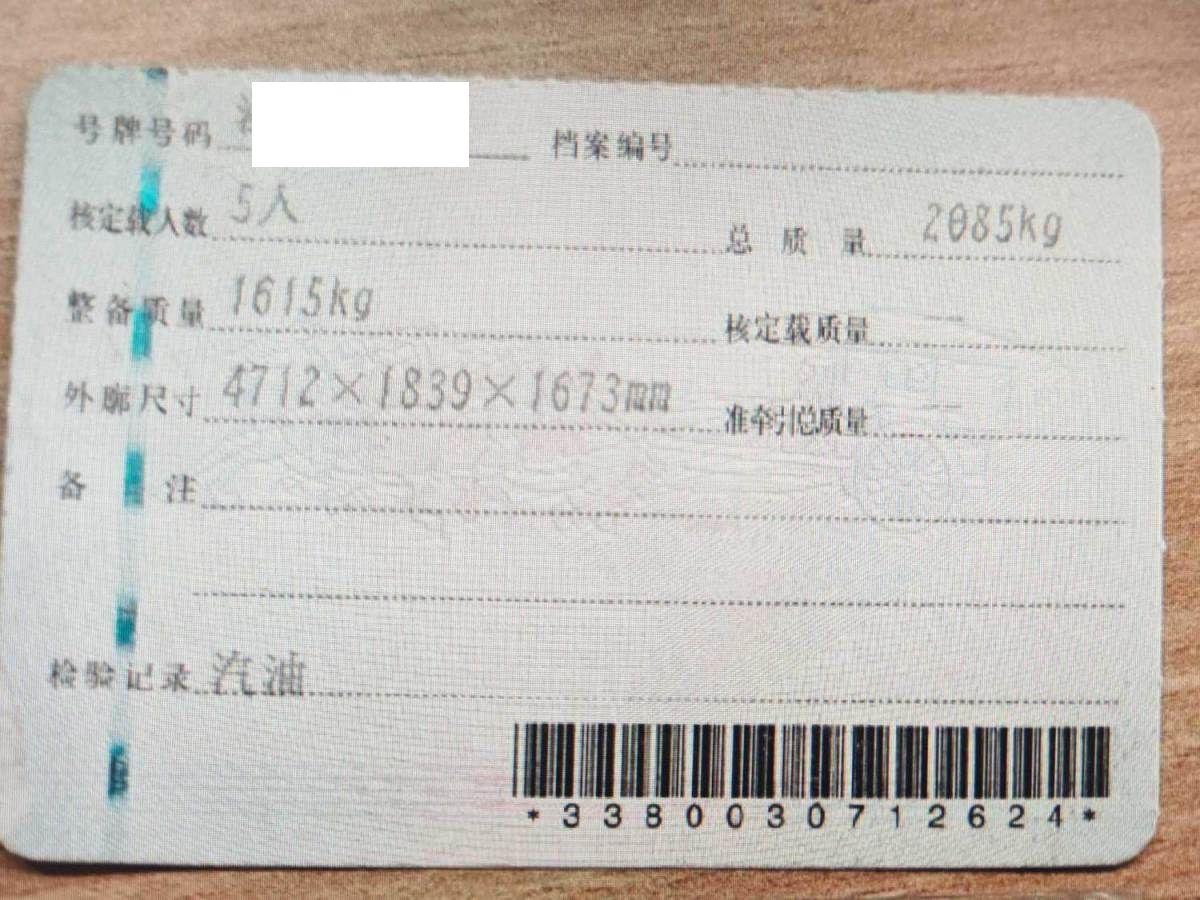 号牌号码 档案编号
核定载人数 5人 总质量 2085kg
整备质量 1615kg 核定载质量 --
外廓尺寸 4712×1839×1673mm 准牵引总质量 --
备注
检验记录 汽油
*3380030712624*